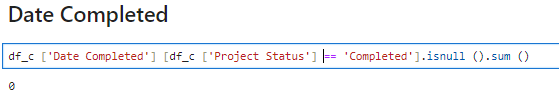 Date Completed
df_c ['Date Completed'] [df_c ['Project Status'] == 'Completed'].isnull ().sum ()
0